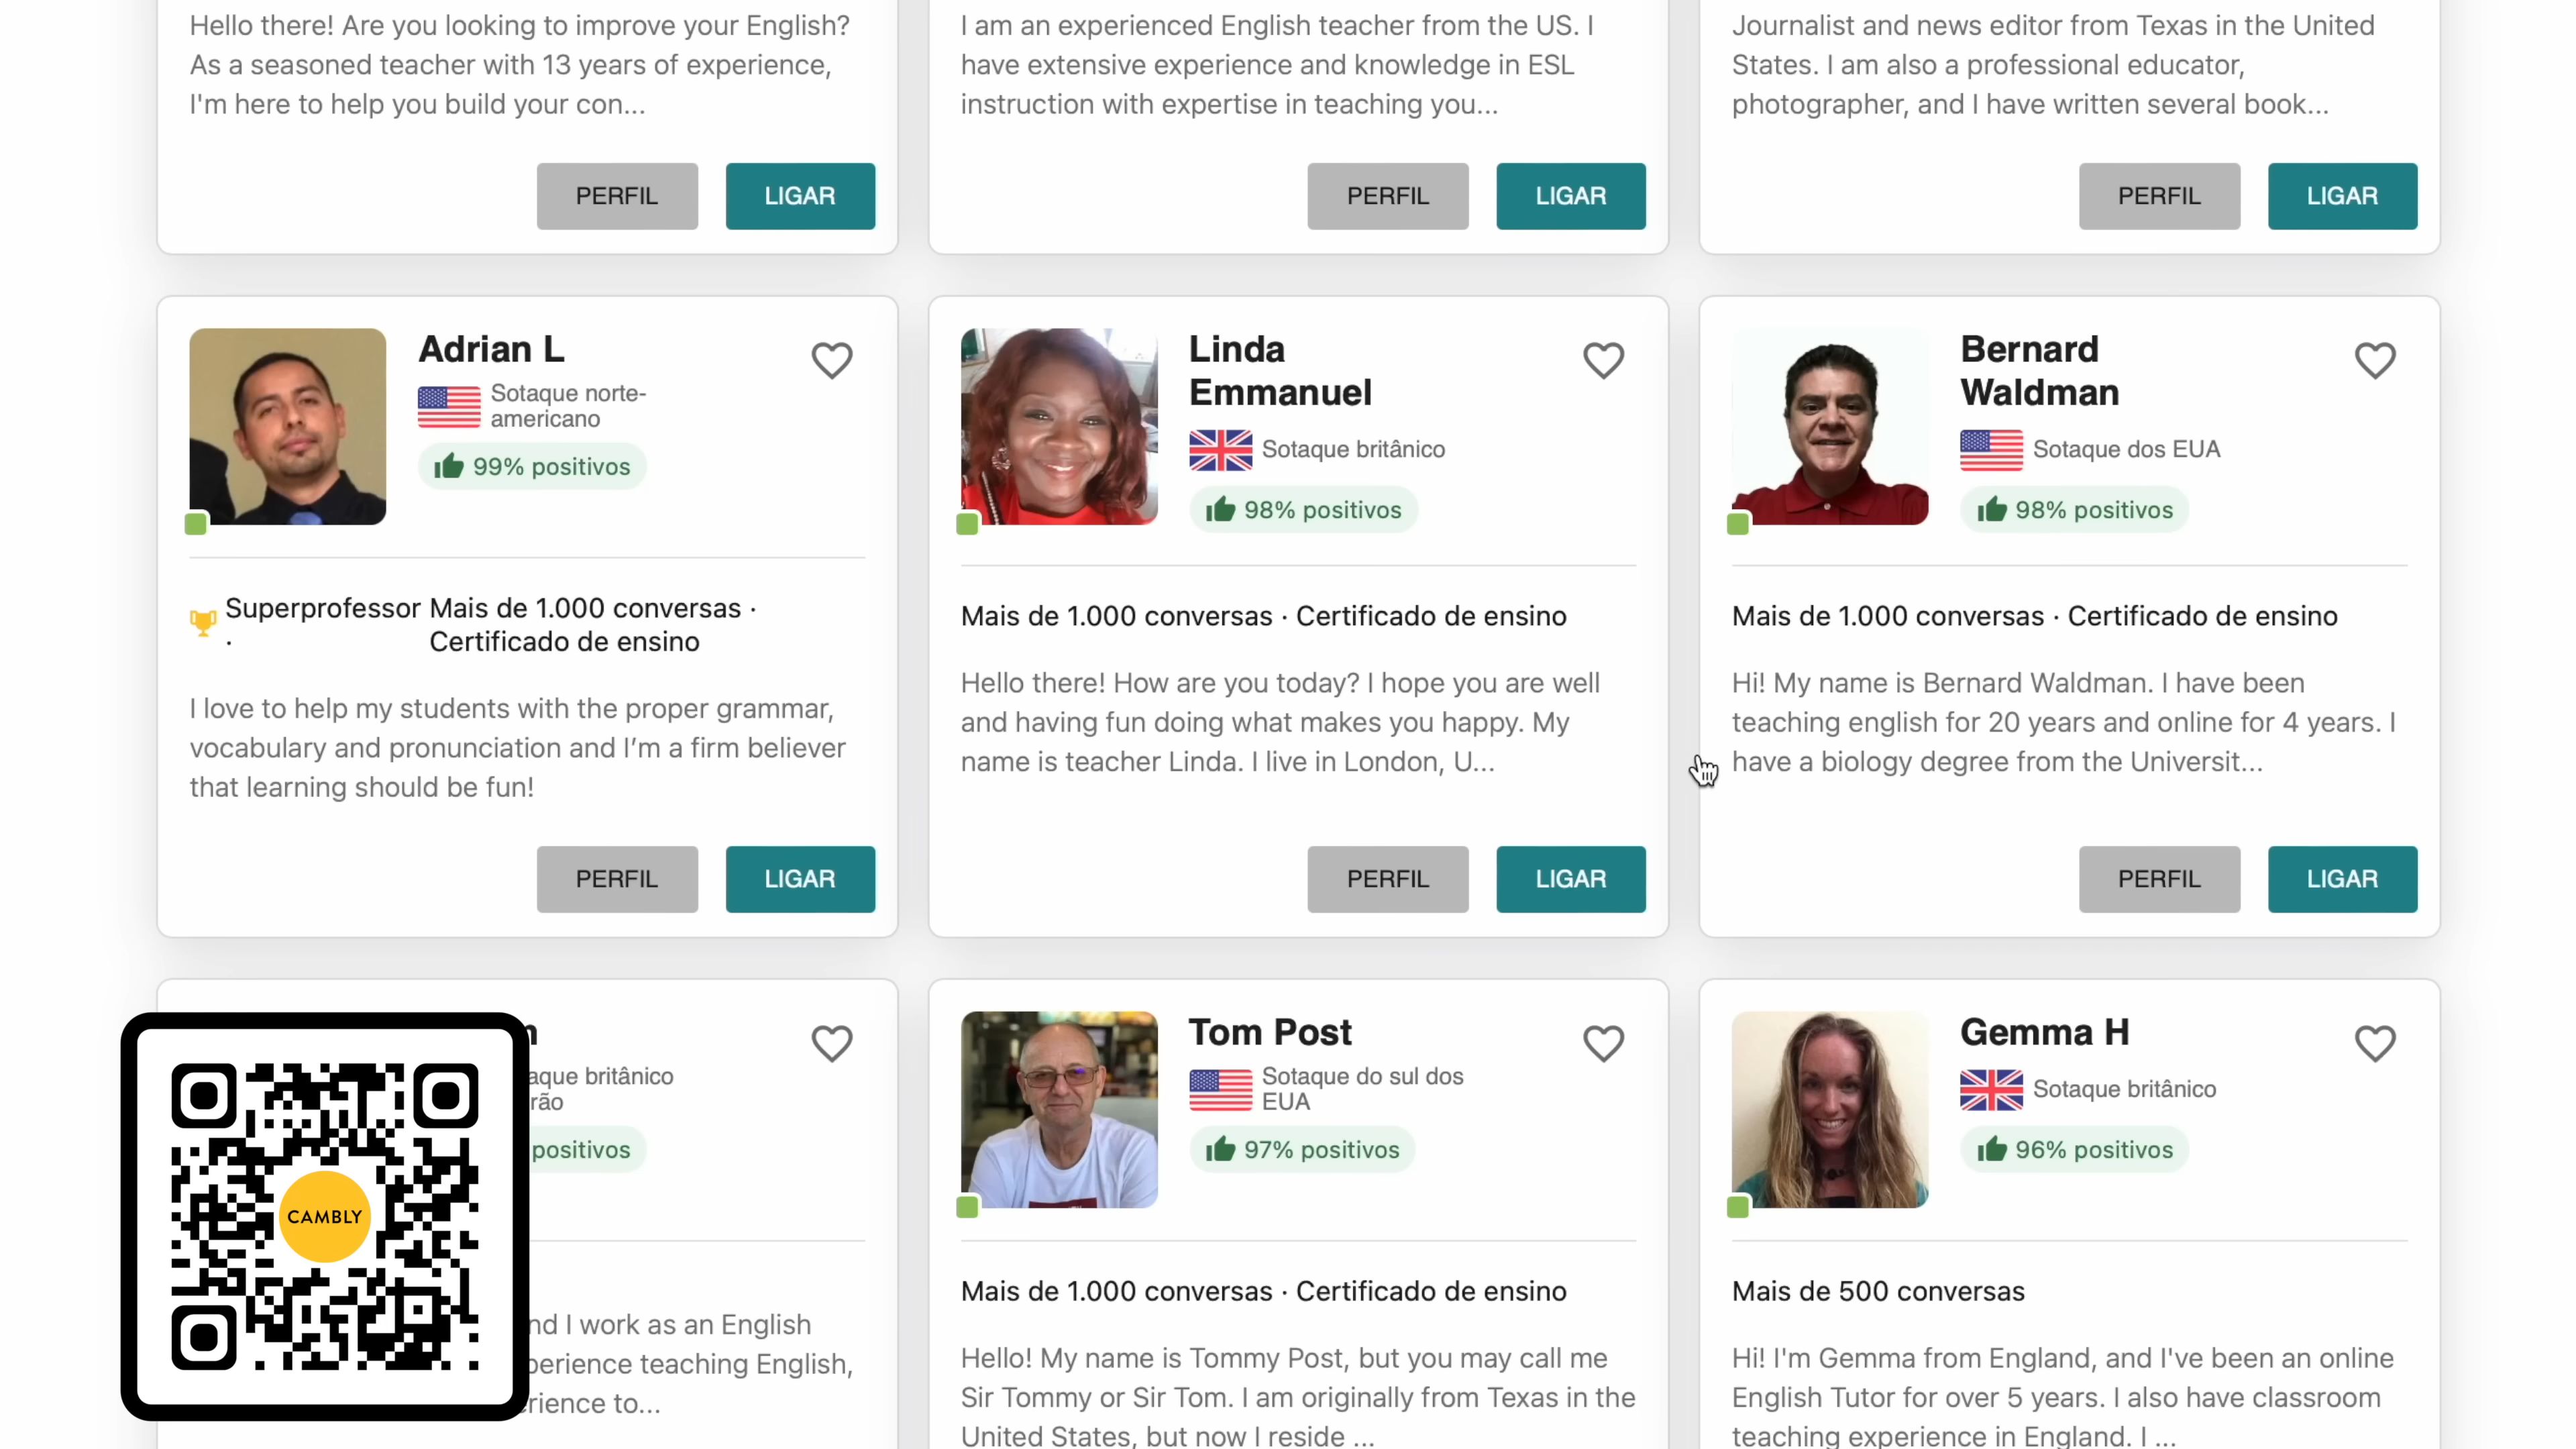 Hello there! Are you looking to improve your English?
As a seasoned teacher with 13 years of experience,
I'm here to help you build your con...
PERFIL
LIGAR
I am an experienced English teacher from the US. I
have extensive experience and knowledge in ESL
instruction with expertise in teaching you...
PERFIL
LIGAR
Journalist and news editor from Texas in the United
States. I am also a professional educator,
photographer, and I have written several book...
PERFIL
LIGAR
Adrian L
Sotaque norte-
americano
99% positivos
Superprofessor Mais de 1.000 conversas ·
· Certificado de ensino
I love to help my students with the proper grammar,
vocabulary and pronunciation and I’m a firm believer
that learning should be fun!
PERFIL
LIGAR
Linda
Emmanuel
Sotaque britânico
98% positivos
Mais de 1.000 conversas · Certificado de ensino
Hello there! How are you today? I hope you are well
and having fun doing what makes you happy. My
name is teacher Linda. I live in London, U...
PERFIL
LIGAR
Bernard
Waldman
Sotaque dos EUA
98% positivos
Mais de 1.000 conversas · Certificado de ensino
Hi! My name is Bernard Waldman. I have been
teaching english for 20 years and online for 4 years. I
have a biology degree from the Universit...
PERFIL
LIGAR
britânico
positivos
I work as an English
teaching English,
to...
CAMBLY
Tom Post
Sotaque do sul dos
EUA
97% positivos
Mais de 1.000 conversas · Certificado de ensino
Hello! My name is Tommy Post, but you may call me
Sir Tommy or Sir Tom. I am originally from Texas in the
United States, but now I reside ...
Gemma H
Sotaque britânico
96% positivos
Mais de 500 conversas
Hi! I'm Gemma from England, and I've been an online
English Tutor for over 5 years. I also have classroom
teaching experience in England. I ...